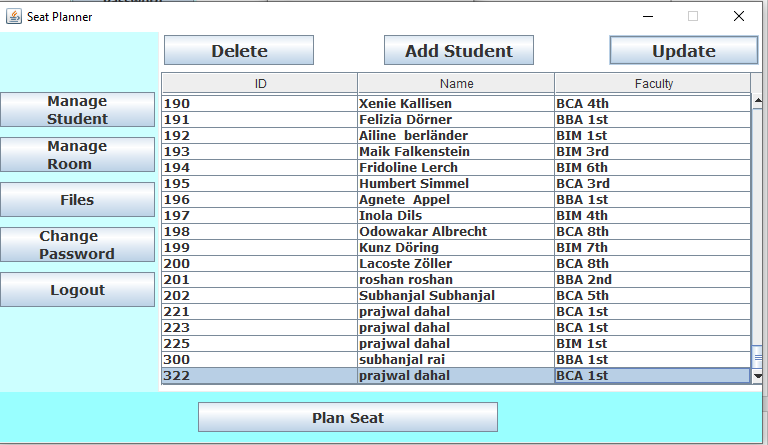 Seat Planner
Delete Add Student Update
ID Name Faculty
190 Xenie Kallisen BCA 4th
191 Felizia Dörner BBA 1st
192 Ailine  berländer BIM 1st
193 Maik Falkenstein BIM 3rd
194 Fridoline Lerch BIM 6th
195 Humbert Simmel BCA 3rd
196 Agnete  Appel BBA 1st
197 Inola Dils BIM 4th
198 Odowakar Albrecht BCA 8th
199 Kunz Döring BIM 7th
200 Lacoste Zöller BCA 8th
201 roshan roshan BBA 2nd
202 Subhanjal Subhanjal BCA 5th
221 prajwal dahal BCA 1st
223 prajwal dahal BCA 1st
225 prajwal dahal BIM 1st
300 subhanjal rai BBA 1st
322 prajwal dahal BCA 1st
Manage
Student
Manage
Room
Files
Change
Password
Logout
Plan Seat